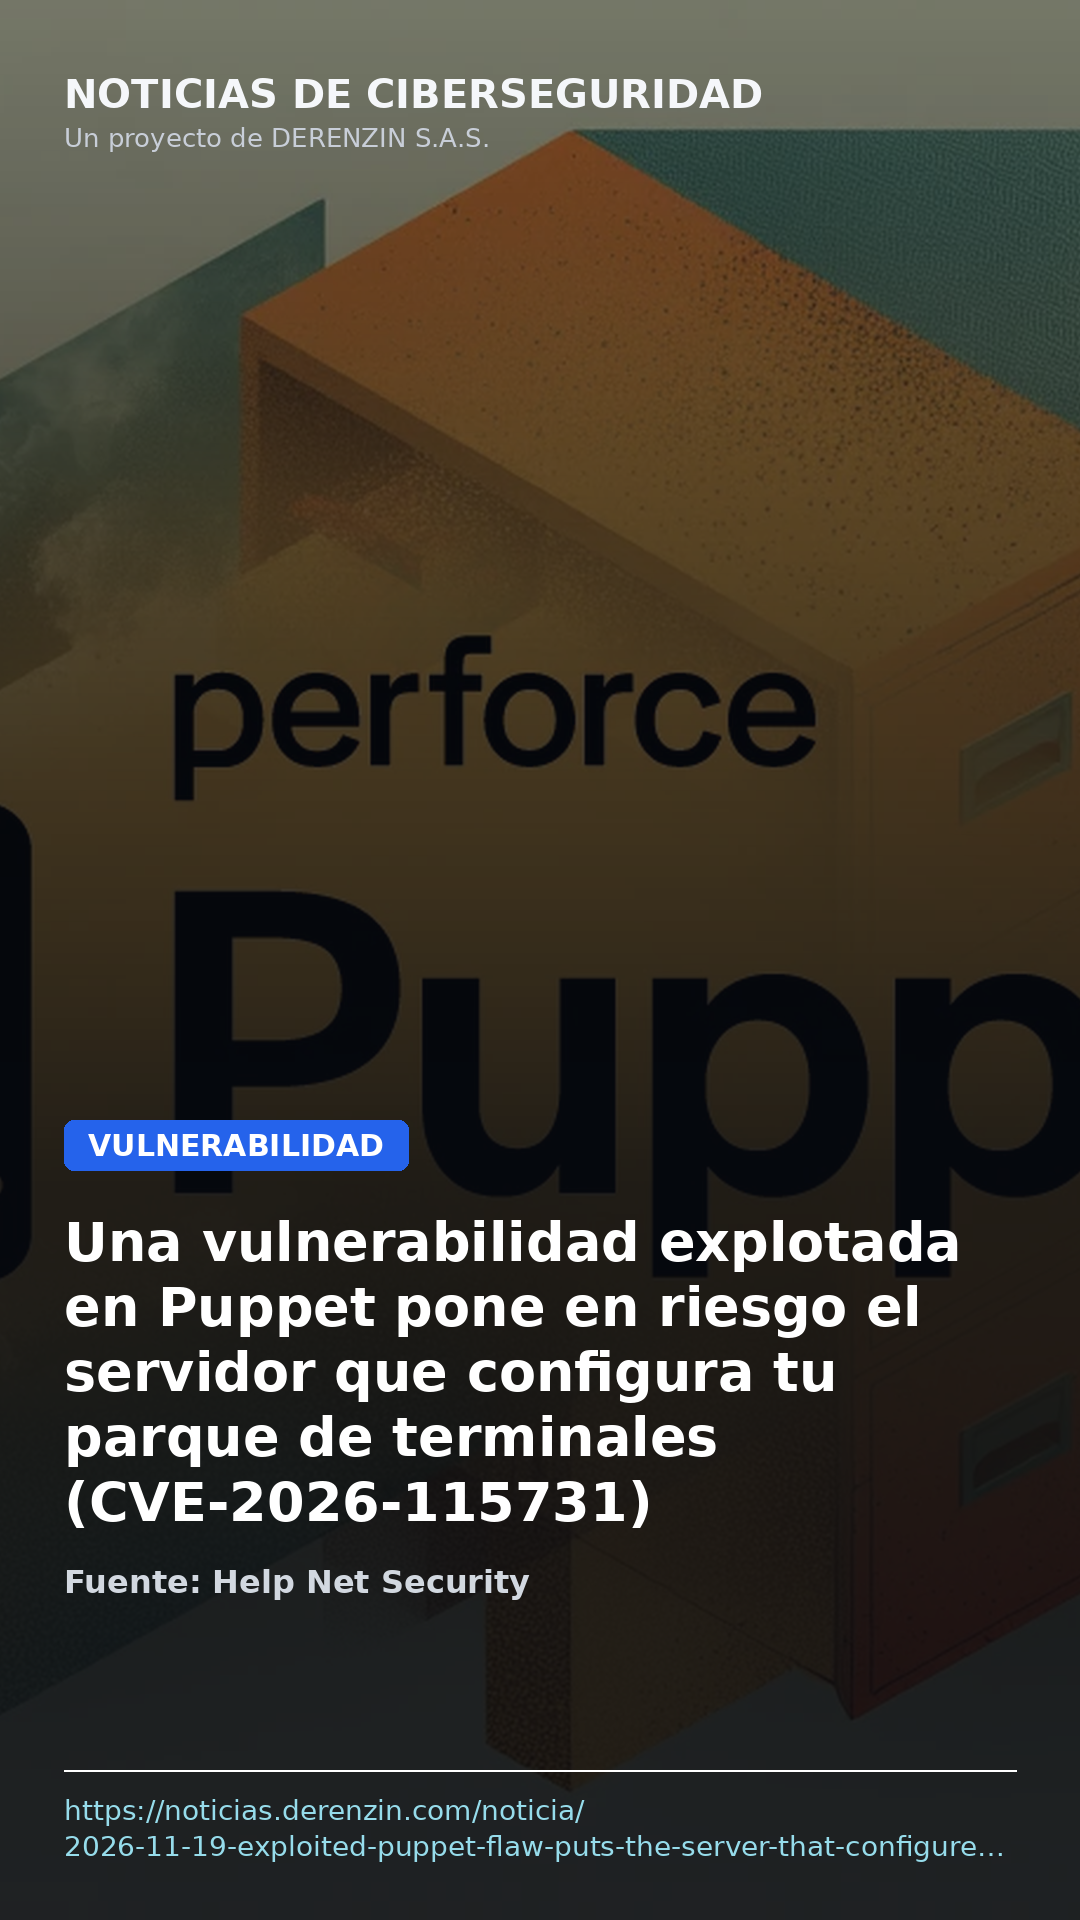 NOTICIAS DE CIBERSEGURIDAD
Un proyecto de DERENZIN S.A.S.
perforce
Pupp
VULNERABILIDAD
Una vulnerabilidad explotada
en Puppet pone en riesgo el
servidor que configura tu
parque de terminales
(CVE-2026-115731)
Fuente: Help Net Security
https://noticias.derenzin.com/noticia/
2026-11-19-exploited-puppet-flaw-puts-the-server-that-configure...